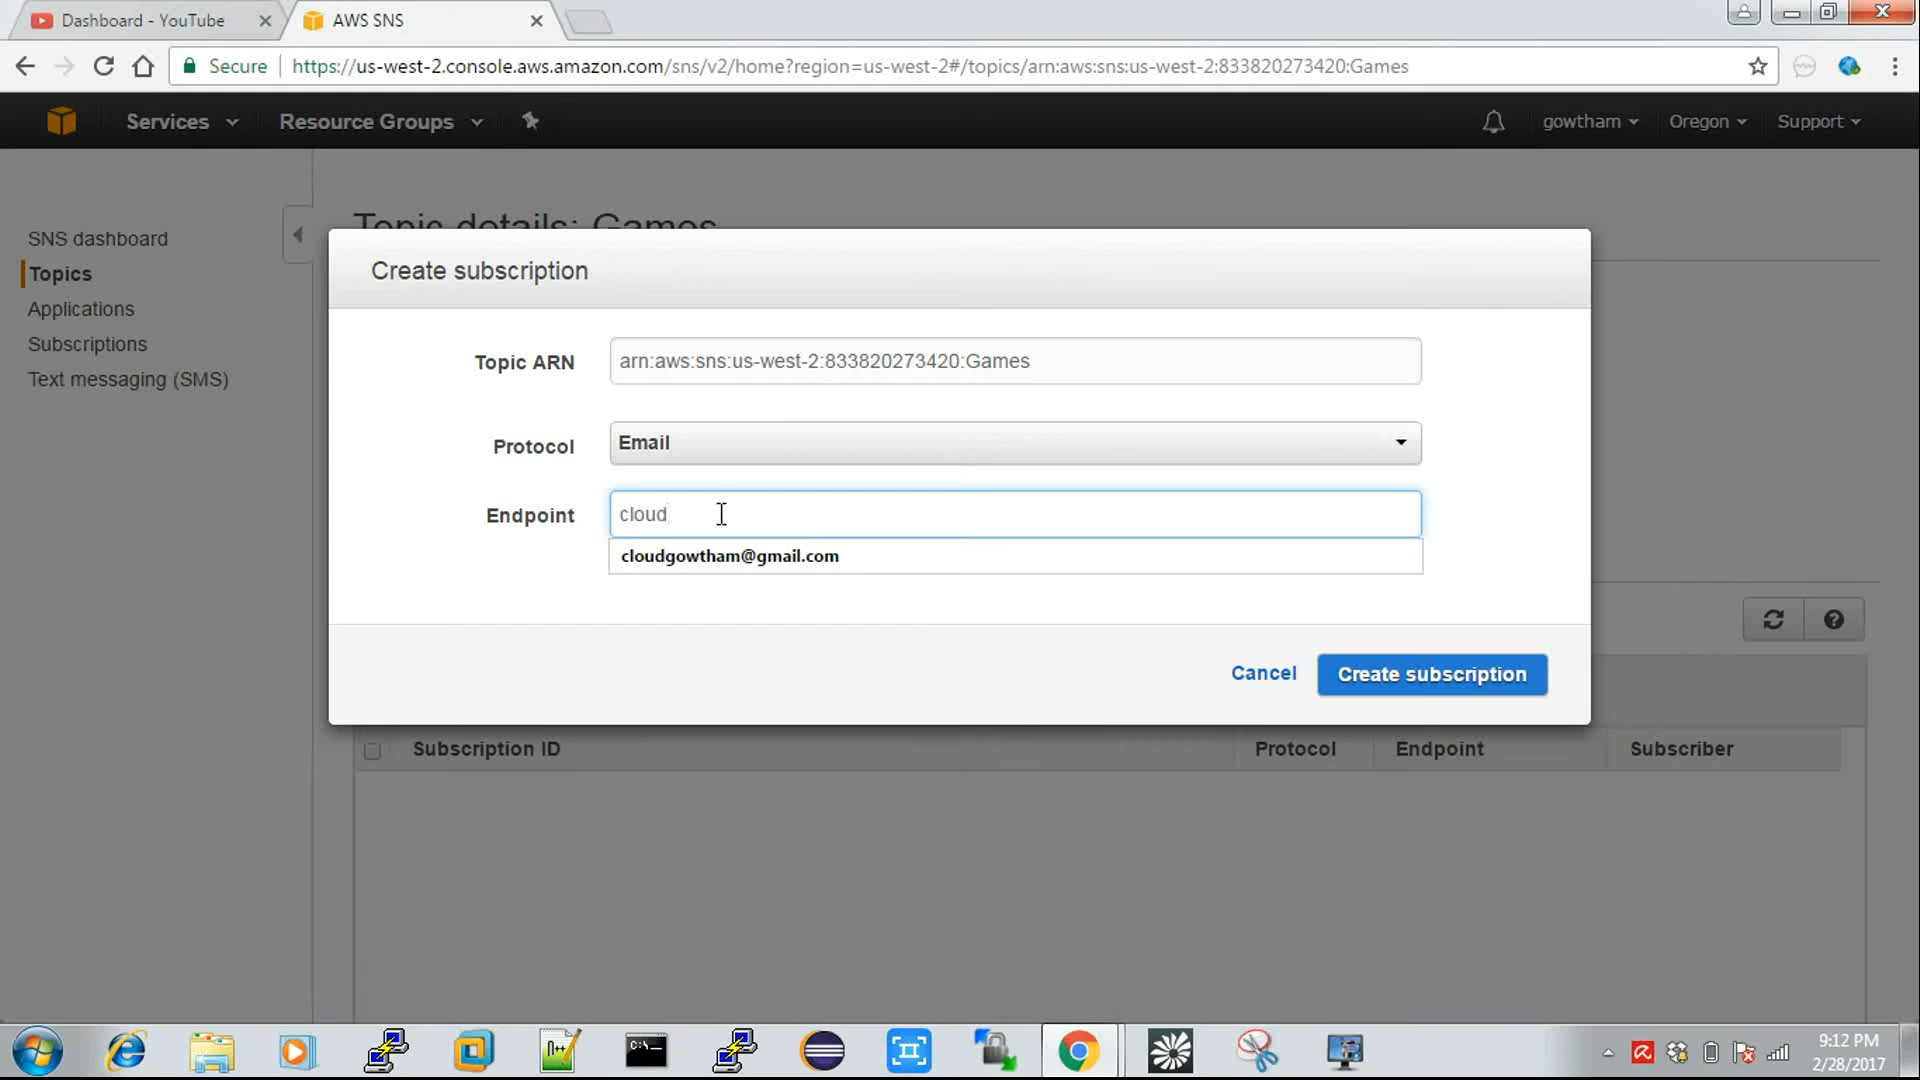 Dashboard - YouTube
AWS SNS
Secure
https://us-west-2.console.aws.amazon.com/sns/v2/home?region=us-west-2#/topics/arn:aws:sns:us-west-2:833820273420:Games
Services
Resource Groups
gowtham
Oregon
Support
SNS dashboard
Topics
Applications
Subscriptions
Text messaging (SMS)
Topic details: Games
Create subscription
Topic ARN
arn:aws:sns:us-west-2:833820273420:Games
Protocol
Email
Endpoint
cloud
cloudgowtham@gmail.com
Cancel
Create subscription
Subscription ID
Protocol
Endpoint
Subscriber
9:12 PM
2/28/2017